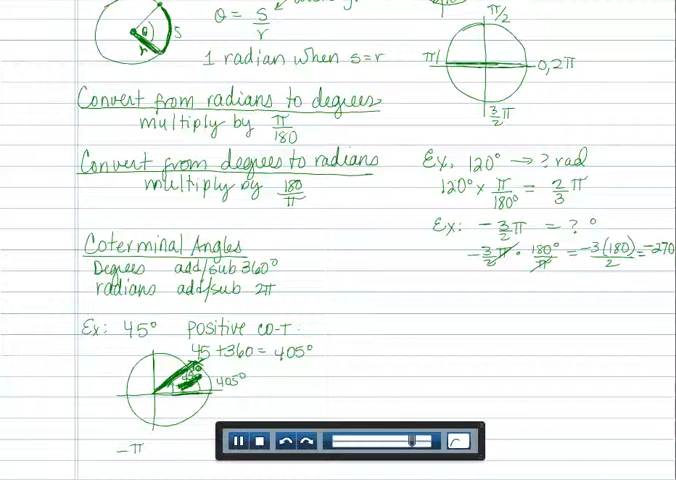 θ = s/r
θ
r
s
1 radian when s=r
π/2
π
0,2π
3/2 π
Convert from radians to degrees
multiply by π/180
Convert from degrees to radians
multiply by 180/π
Ex, 120° → ? rad
120° × π/180° = 2/3 π
Ex: -3/2 π = ? °
-3/2 π · 180°/π = -3(180)/2 = -270
Coterminal Angles
Degrees add/sub 360°
radians add/sub 2π
Ex: 45° Positive CO-T:
45 + 360 = 405°
45°
405°
-π